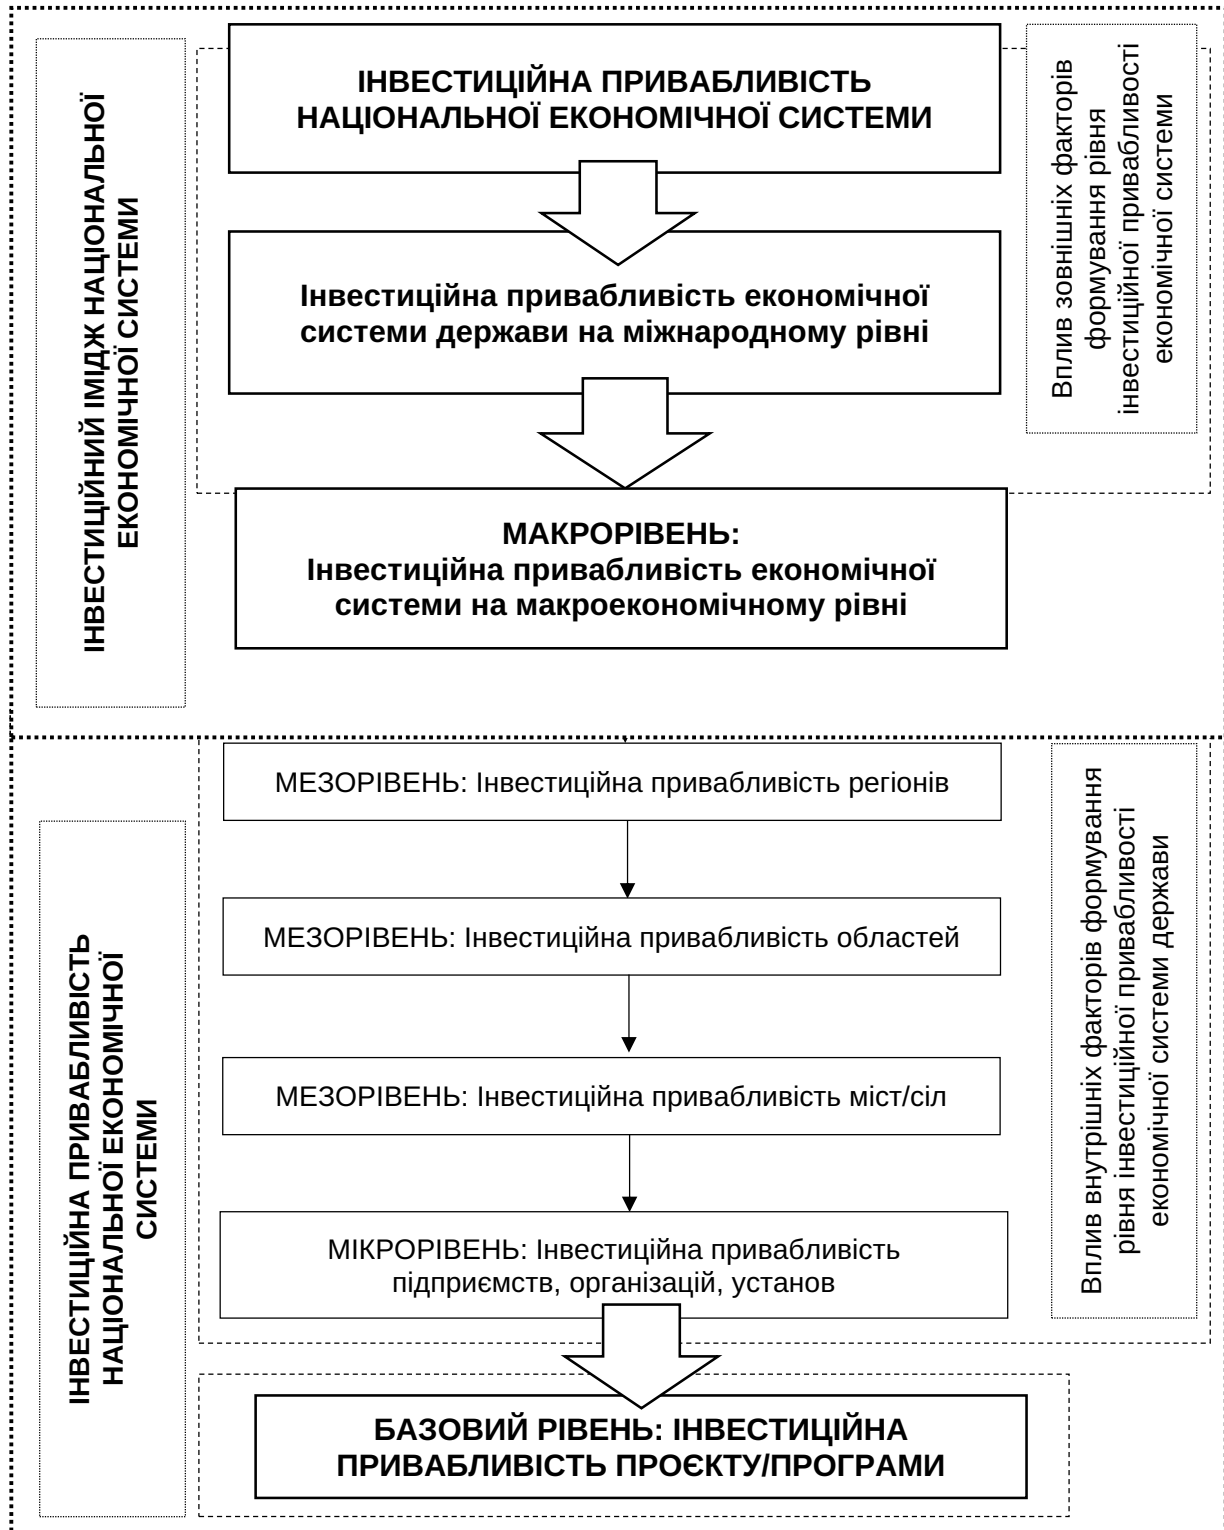 ІНВЕСТИЦІЙНИЙ ІМІДЖ НАЦІОНАЛЬНОЇ
ЕКОНОМІЧНОЇ СИСТЕМИ
ІНВЕСТИЦІЙНА ПРИВАБЛИВІСТЬ
НАЦІОНАЛЬНОЇ ЕКОНОМІЧНОЇ СИСТЕМИ
Інвестиційна привабливість економічної
системи держави на міжнародному рівні
МАКРОРІВЕНЬ:
Інвестиційна привабливість економічної
системи на макроекономічному рівні
Вплив зовнішніх факторів
формування рівня
інвестиційної привабливості
економічної системи
ІНВЕСТИЦІЙНА ПРИВАБЛИВІСТЬ
НАЦІОНАЛЬНОЇ ЕКОНОМІЧНОЇ
СИСТЕМИ
МЕЗОРІВЕНЬ: Інвестиційна привабливість регіонів
МЕЗОРІВЕНЬ: Інвестиційна привабливість областей
МЕЗОРІВЕНЬ: Інвестиційна привабливість міст/сіл
МІКРОРІВЕНЬ: Інвестиційна привабливість
підприємств, організацій, установ
БАЗОВИЙ РІВЕНЬ: ІНВЕСТИЦІЙНА
ПРИВАБЛИВІСТЬ ПРОЄКТУ/ПРОГРАМИ
Вплив внутрішніх факторів формування
рівня інвестиційної привабливості
економічної системи держави